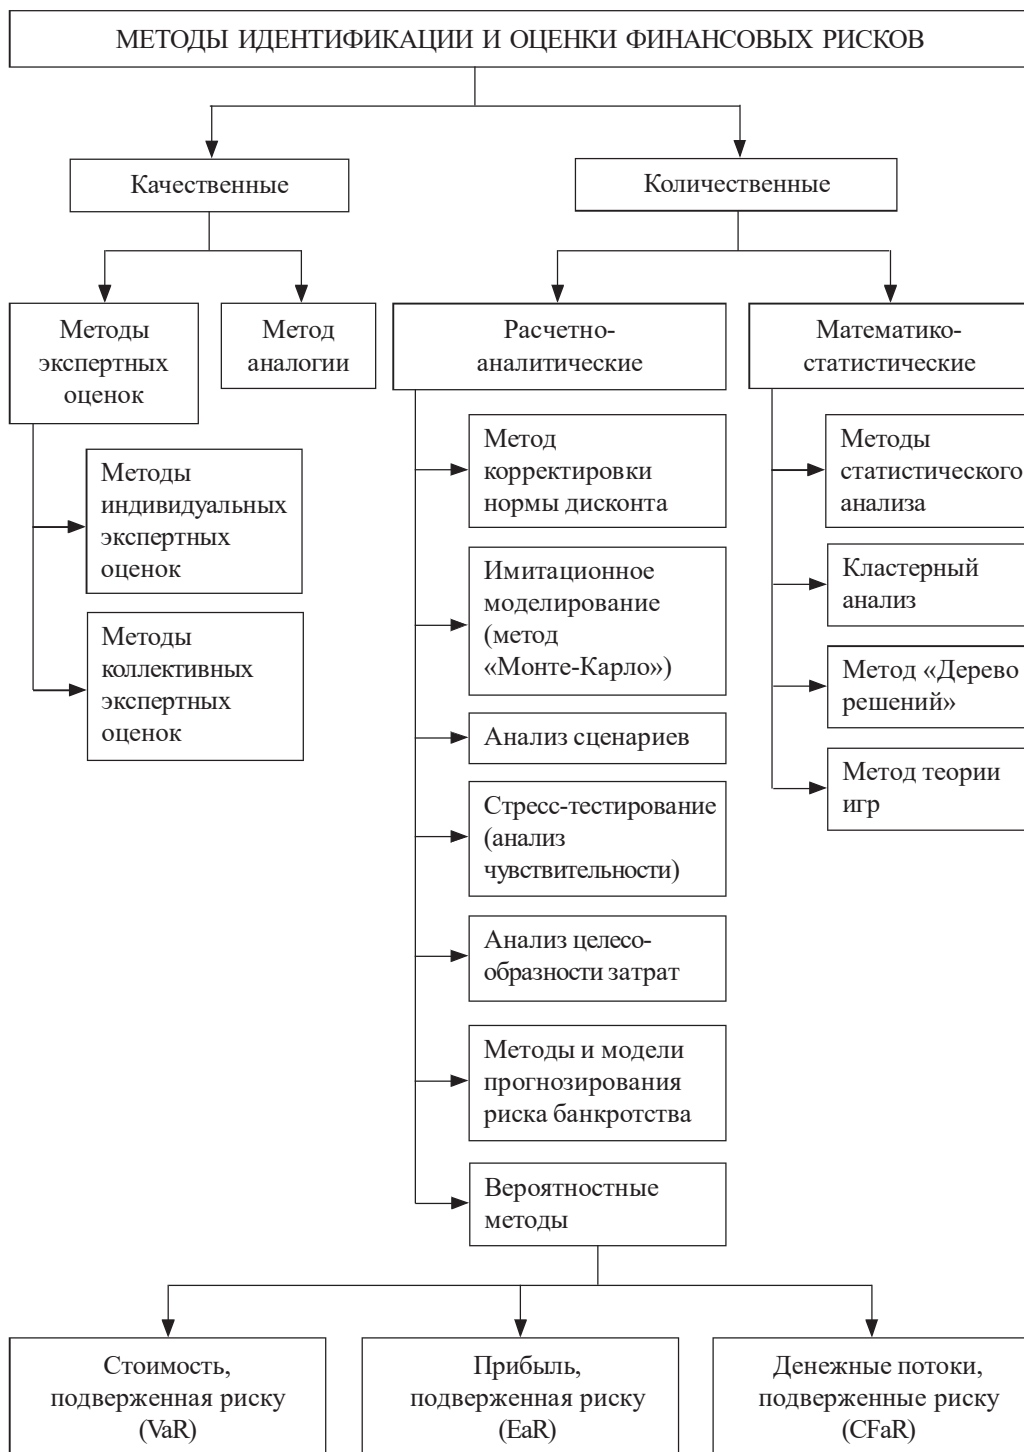 МЕТОДЫ ИДЕНТИФИКАЦИИ И ОЦЕНКИ ФИНАНСОВЫХ РИСКОВ
Качественные
Количественные
Методы
экспертных
оценок
Метод
аналогии
Расчетно-
аналитические
Математико-
статистические
Методы
индивидуальных
экспертных
оценок
Методы
коллективных
экспертных
оценок
Метод
корректировки
нормы дисконта
Имитационное
моделирование
(метод
«Монте-Карло»)
Анализ сценариев
Стресс-тестирование
(анализ
чувствительности)
Анализ целесо-
образности затрат
Методы и модели
прогнозирования
риска банкротства
Вероятностные
методы
Методы
статистического
анализа
Кластерный
анализ
Метод «Дерево
решений»
Метод теории
игр
Стоимость,
подверженная риску
(VaR)
Прибыль,
подверженная риску
(EaR)
Денежные потоки,
подверженные риску
(CFaR)